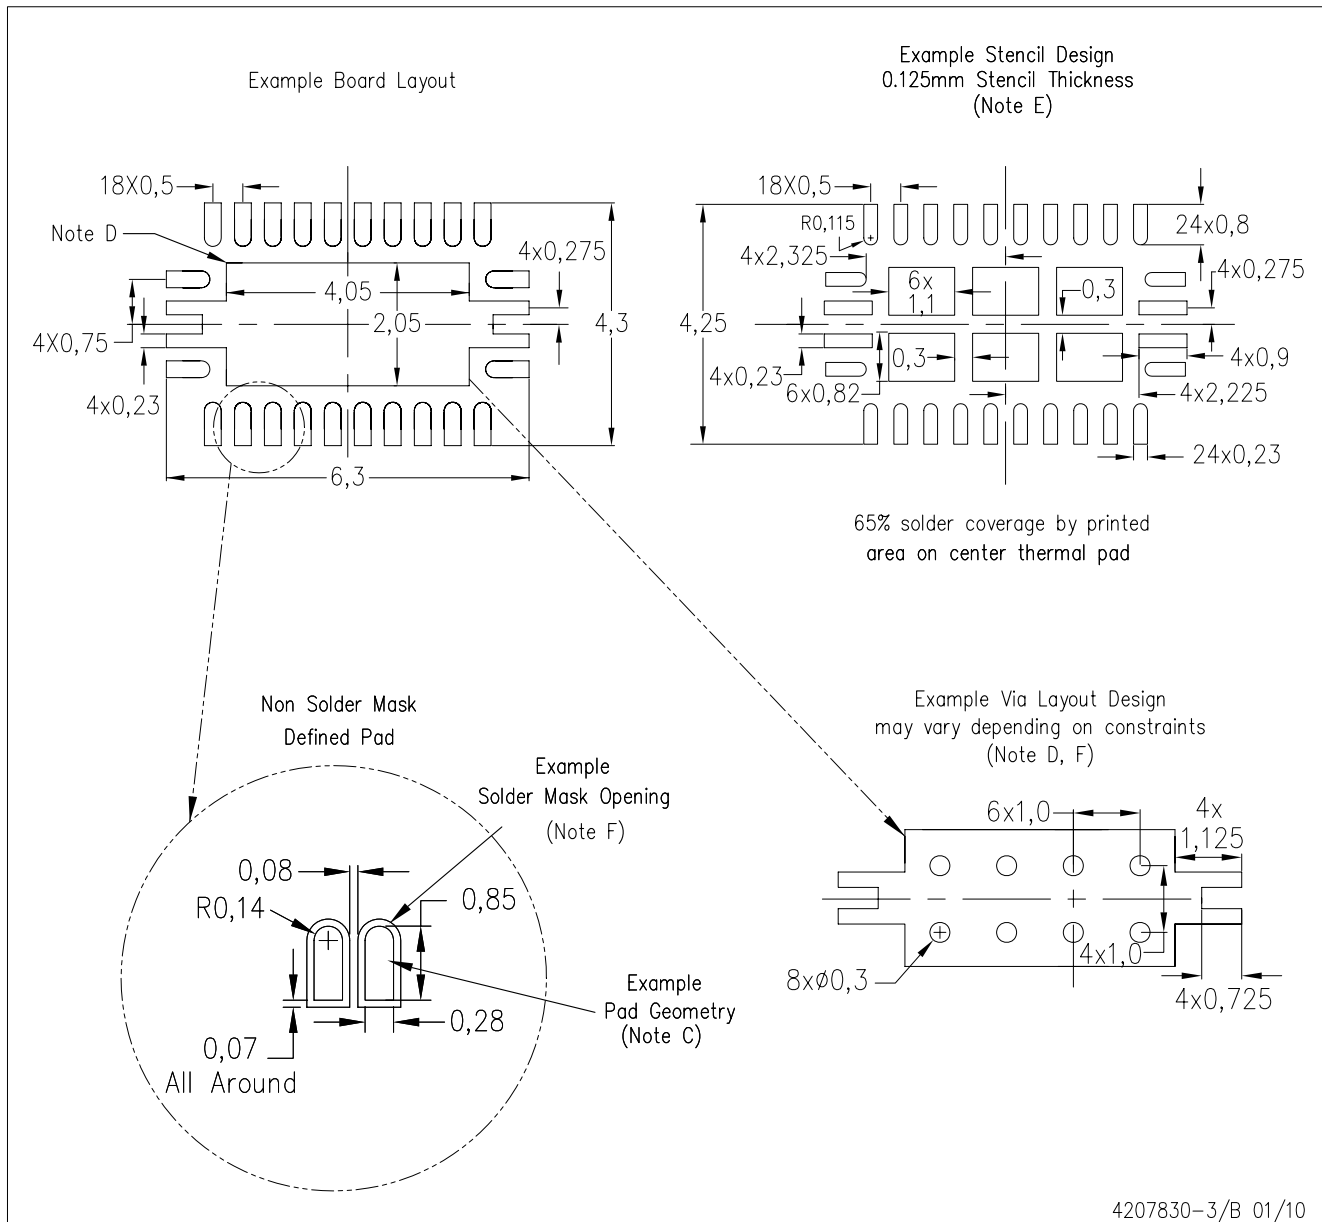 Example Board Layout
18X0,5
Note D
4x0,275
4,05
2,05
4,3
4X0,75
4x0,23
6,3
Example Stencil Design
0.125mm Stencil Thickness
(Note E)
18X0,5
R0,115
24x0,8
4x2,325
4x0,275
6x
1,1
0,3
4,25
0,3
4x0,9
4x0,23
6x0,82
4x2,225
24x0,23
65% solder coverage by printed
area on center thermal pad
Non Solder Mask
Defined Pad
Example
Solder Mask Opening
(Note F)
0,08
R0,14
0,85
Example
Pad Geometry
(Note C)
0,28
0,07
All Around
Example Via Layout Design
may vary depending on constraints
(Note D, F)
6x1,0
4x
1,125
4x1,0
8xø0,3
4x0,725
4207830-3/B 01/10